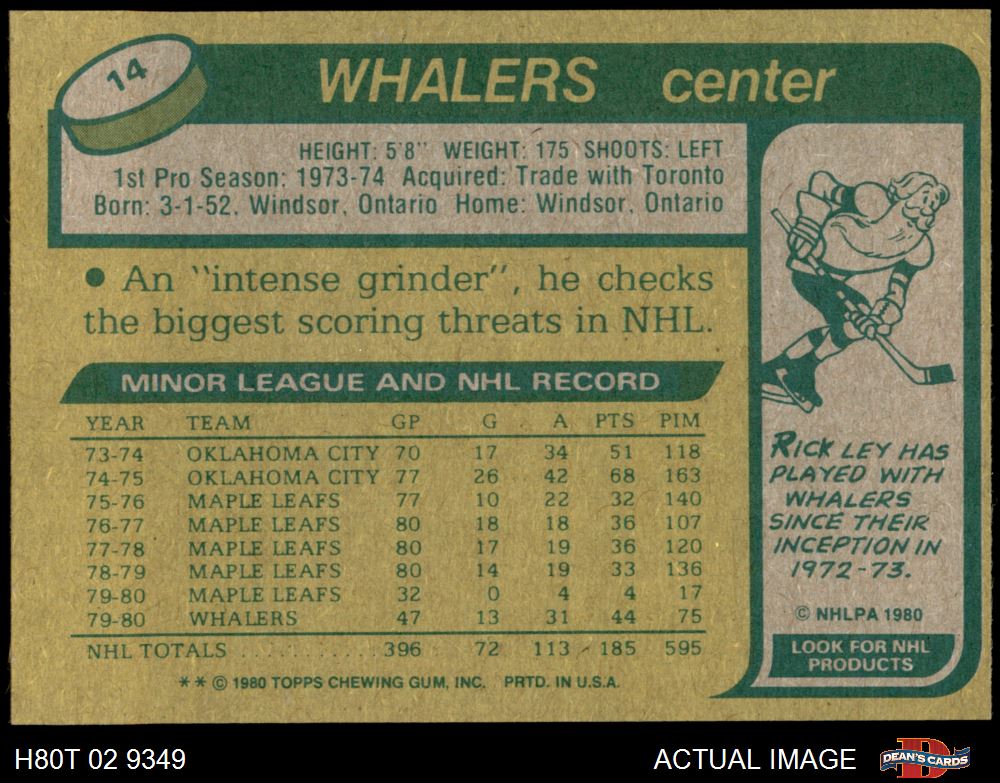 14
WHALERS center
HEIGHT: 5'8" WEIGHT: 175 SHOOTS: LEFT
1st Pro Season: 1973-74 Acquired: Trade with Toronto
Born: 3-1-52, Windsor, Ontario Home: Windsor, Ontario
• An "intense grinder", he checks
the biggest scoring threats in NHL.
MINOR LEAGUE AND NHL RECORD
YEAR TEAM GP G A PTS PIM
73-74 OKLAHOMA CITY 70 17 34 51 118
74-75 OKLAHOMA CITY 77 26 42 68 163
75-76 MAPLE LEAFS 77 10 22 32 140
76-77 MAPLE LEAFS 80 18 18 36 107
77-78 MAPLE LEAFS 80 17 19 36 120
78-79 MAPLE LEAFS 80 14 19 33 136
79-80 MAPLE LEAFS 32 0 4 4 17
79-80 WHALERS 47 13 31 44 75
NHL TOTALS . . . . . . . . . . . 396 72 113 185 595
** © 1980 TOPPS CHEWING GUM, INC. PRTD. IN U.S.A.
RICK LEY HAS
PLAYED WITH
WHALERS
SINCE THEIR
INCEPTION IN
1972-73.
© NHLPA 1980
LOOK FOR NHL
PRODUCTS
H80T 02 9349
ACTUAL IMAGE
DEAN'S CARDS